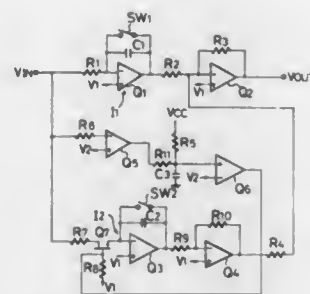 SW1
C1
R3
VIN
R1
R2
V1
Q1
V1
Q2
VOUT
I1
VCC
R6
R5
Q5
R11
V2
C3
V2
Q6
SW2
I2
C2
R10
R7
Q7
R9
R4
R8
V1
Q3
V1
Q4
V1